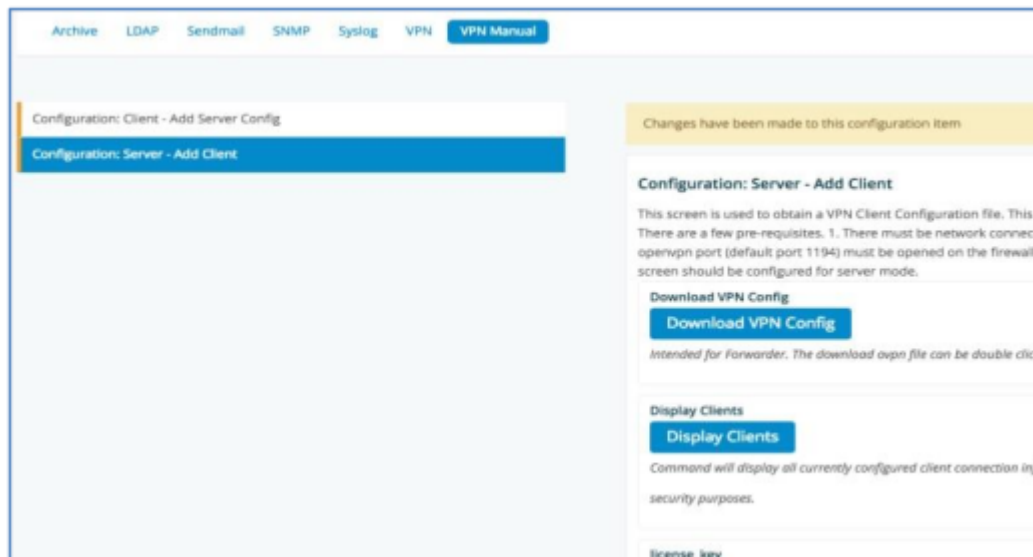 Archive LDAP Sendmail SNMP Syslog VPN VPN Manual
Configuration: Client - Add Server Config
Configuration: Server - Add Client
Changes have been made to this configuration item
Configuration: Server - Add Client
This screen is used to obtain a VPN Client Configuration file. This
There are a few pre-requisites. 1. There must be network connec
openvpn port (default port 1194) must be opened on the firewall
screen should be configured for server mode.
Download VPN Config
Download VPN Config
Intended for Forwarder. The download ovpn file can be double clic
Display Clients
Display Clients
Command will display all currently configured client connection in
security purposes.
license_key